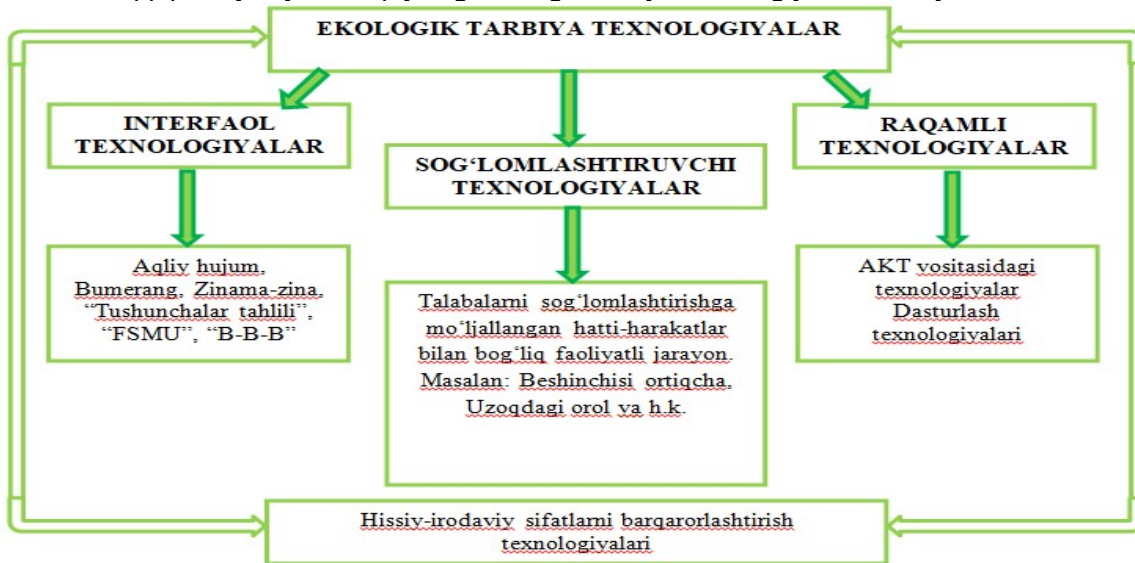 EKOLOGIK TARBIYA TEXNOLOGIYALAR
INTERFAOL
TEXNOLOGIYALAR
SOG‘LOMLASHTIRUVCHI
TEXNOLOGIYALAR
RAQAMLI
TEXNOLOGIYALAR
Aqliy hujum,
Bumerang, Zinama-zina,
“Tushunchalar tahlili”,
“FSMU”, “B-B-B”
Talabalarni sog‘lomlashtirishga
mo‘ljallangan hatti-harakatlar
bilan bog‘liq faoliyatli jarayon.
Masalan: Beshinchisi ortiqcha,
Uzoqdagi orol va h.k.
AKT vositasidagi
texnologiyalar
Dasturlash
texnologiyalari
Hissiy-irodaviy sifatlarni barqarorlashtirish
texnologiyalari